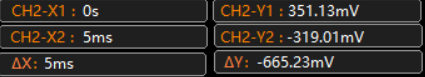 CH2-X1 : 0s CH2-Y1 : 351.13mV
CH2-X2 : 5ms CH2-Y2 : -319.01mV
ΔX: 5ms ΔY: -665.23mV